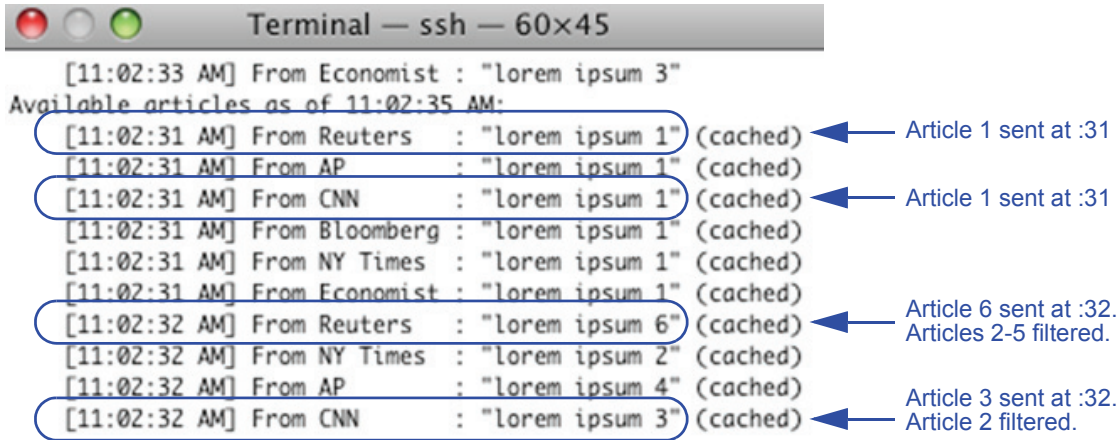 Terminal — ssh — 60×45
[11:02:33 AM] From Economist : "lorem ipsum 3"
Available articles as of 11:02:35 AM:
[11:02:31 AM] From Reuters : "lorem ipsum 1" (cached)
Article 1 sent at :31
[11:02:31 AM] From AP : "lorem ipsum 1" (cached)
[11:02:31 AM] From CNN : "lorem ipsum 1" (cached)
Article 1 sent at :31
[11:02:31 AM] From Bloomberg : "lorem ipsum 1" (cached)
[11:02:31 AM] From NY Times : "lorem ipsum 1" (cached)
[11:02:31 AM] From Economist : "lorem ipsum 1" (cached)
[11:02:32 AM] From Reuters : "lorem ipsum 6" (cached)
Article 6 sent at :32.
Articles 2-5 filtered.
[11:02:32 AM] From NY Times : "lorem ipsum 2" (cached)
[11:02:32 AM] From AP : "lorem ipsum 4" (cached)
[11:02:32 AM] From CNN : "lorem ipsum 3" (cached)
Article 3 sent at :32.
Article 2 filtered.